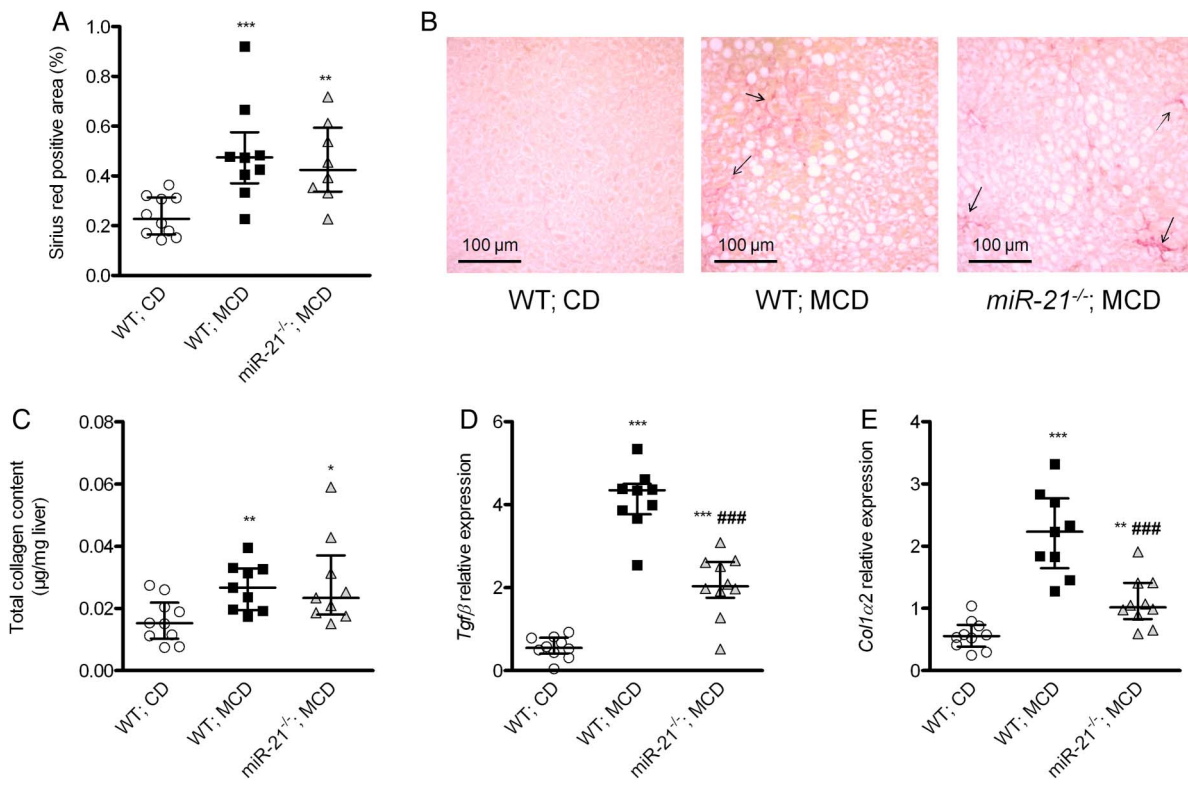 A
Sirius red positive area (%)
1.0
0.8
0.6
0.4
0.2
0.0
***
**
WT; CD
WT; MCD
miR-21-/-; MCD
B
100 µm
100 µm
100 µm
WT; CD
WT; MCD
miR-21-/-; MCD
C
Total collagen content
(µg/mg liver)
0.08
0.06
0.04
0.02
0.00
**
*
WT; CD
WT; MCD
miR-21-/-; MCD
D
Tgfβ relative expression
6
4
2
0
***
*** ###
WT; CD
WT; MCD
miR-21-/-; MCD
E
Col1α2 relative expression
4
3
2
1
0
***
** ###
WT; CD
WT; MCD
miR-21-/-; MCD